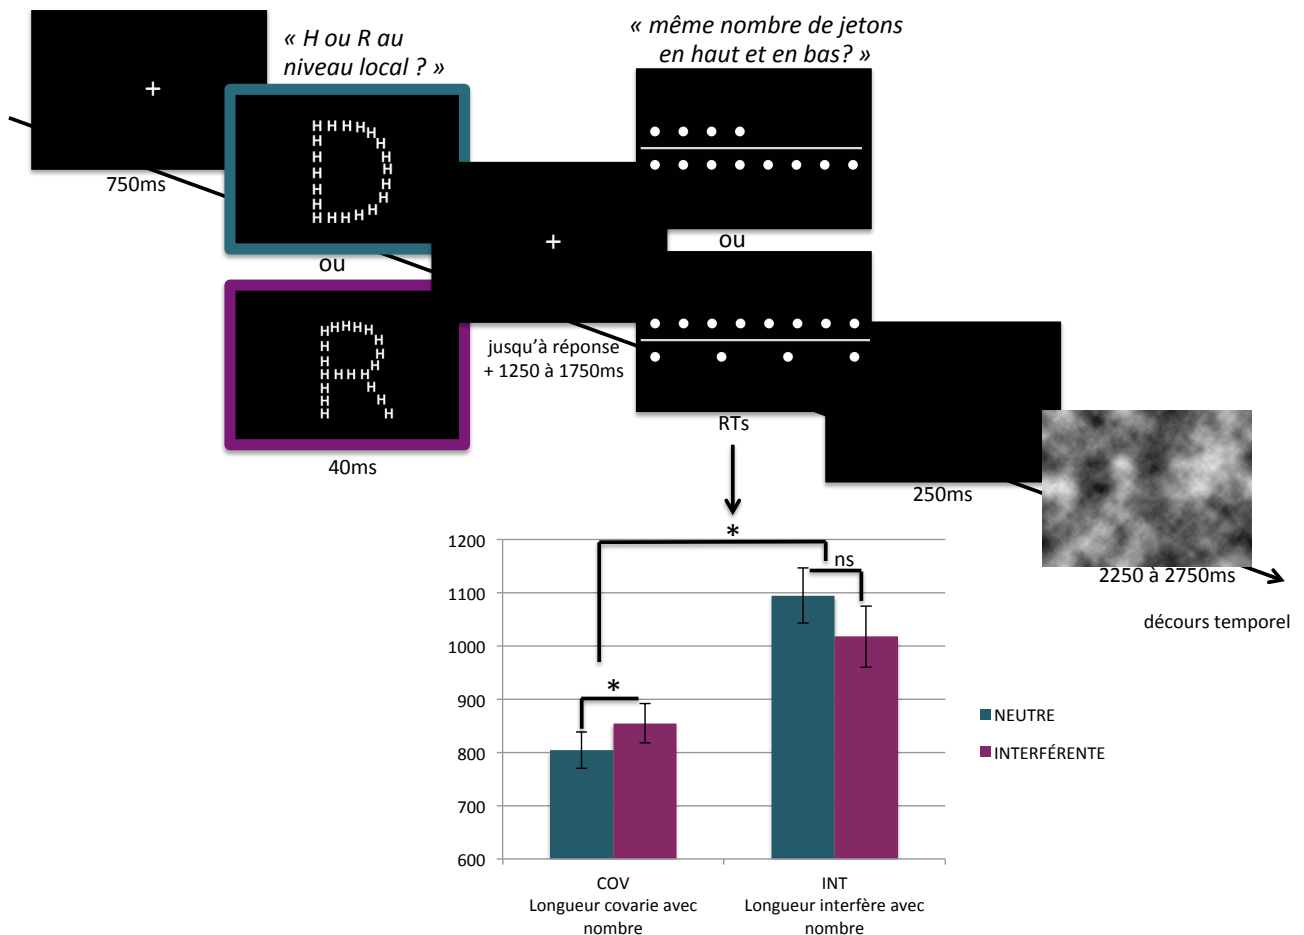 « H ou R au
niveau local ? »
« même nombre de jetons
en haut et en bas? »
+
750ms
H H H H H H H H H H H H H H H H H H H H H H H H H
ou
H H H H H H H H H H H H H H H H H H H H H H H H H
40ms
+
jusqu'à réponse
+ 1250 à 1750ms
ou
RTs
250ms
2250 à 2750ms
décours temporel
*
ns
*
1200
1100
1000
900
800
700
600
NEUTRE
INTERFÉRENTE
COV
Longueur covarie avec
nombre
INT
Longueur interfère avec
nombre